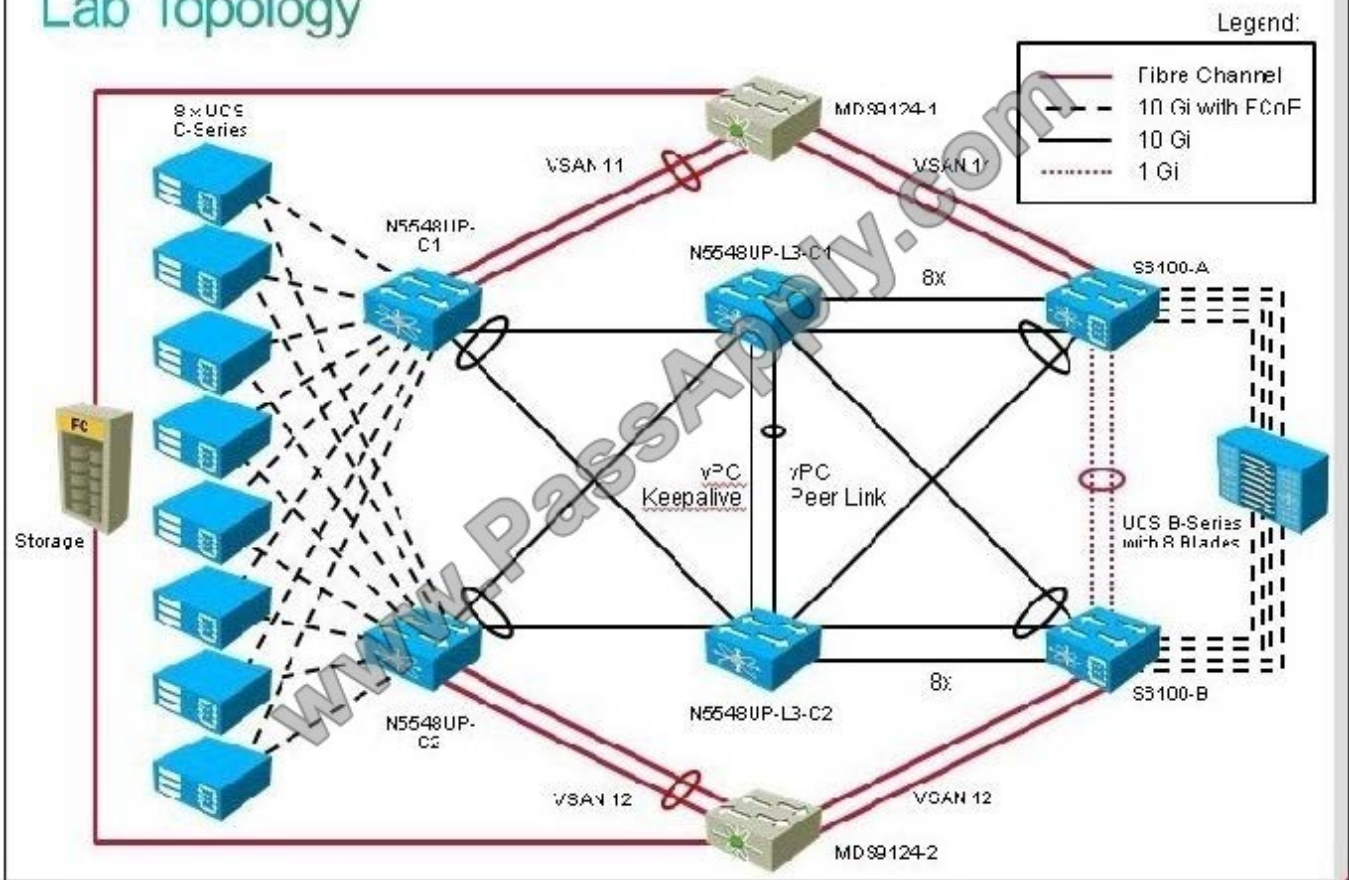 Lab Topology
Legend:
Fibre Channel
10 Gi with FCoE
10 Gi
1 Gi
8 x UCS
C-Series
MDS9124-1
VSAN 11
VSAN 11
N5548UP-
C1
N5548UP-L3-C1
8x
S6100-A
FC
Storage
vPC
Keepalive
vPC
Peer Link
UCS B-Series
with 8 Blades
N5548UP-
C2
N5548UP-L3-C2
8x
S6100-B
VSAN 12
VSAN 12
MDS9124-2
www.PassApply.com